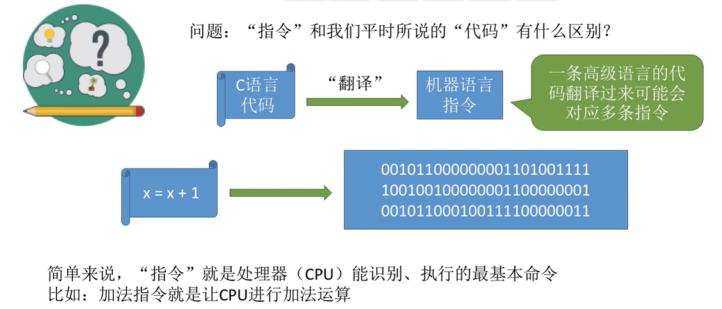 问题：“指令”和我们平时所说的“代码”有什么区别？
C语言
代码
“翻译”
机器语言
指令
一条高级语言的代
码翻译过来可能会
对应多条指令
x = x + 1
001011000000001101001111
100100100000001100000001
001011000100111100000011
简单来说，“指令”就是处理器（CPU）能识别、执行的最基本命令
比如：加法指令就是让CPU进行加法运算